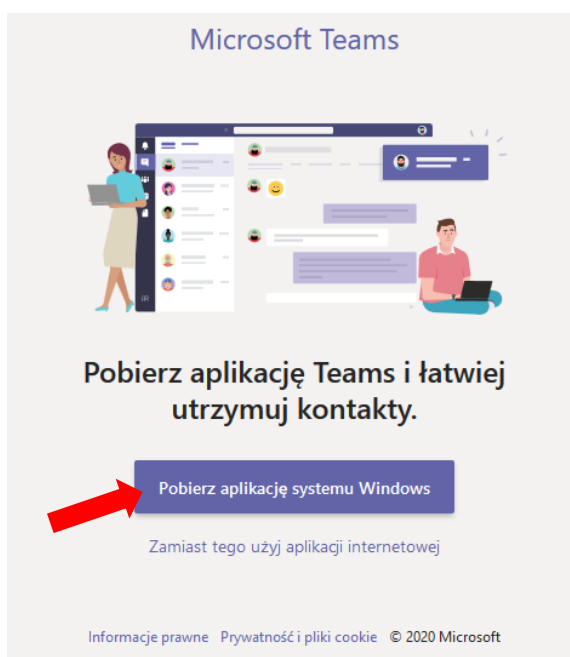 Microsoft Teams
Pobierz aplikację Teams i łatwiej
utrzymuj kontakty.
Pobierz aplikację systemu Windows
Zamiast tego użyj aplikacji internetowej
Informacje prawne Prywatność i pliki cookie © 2020 Microsoft